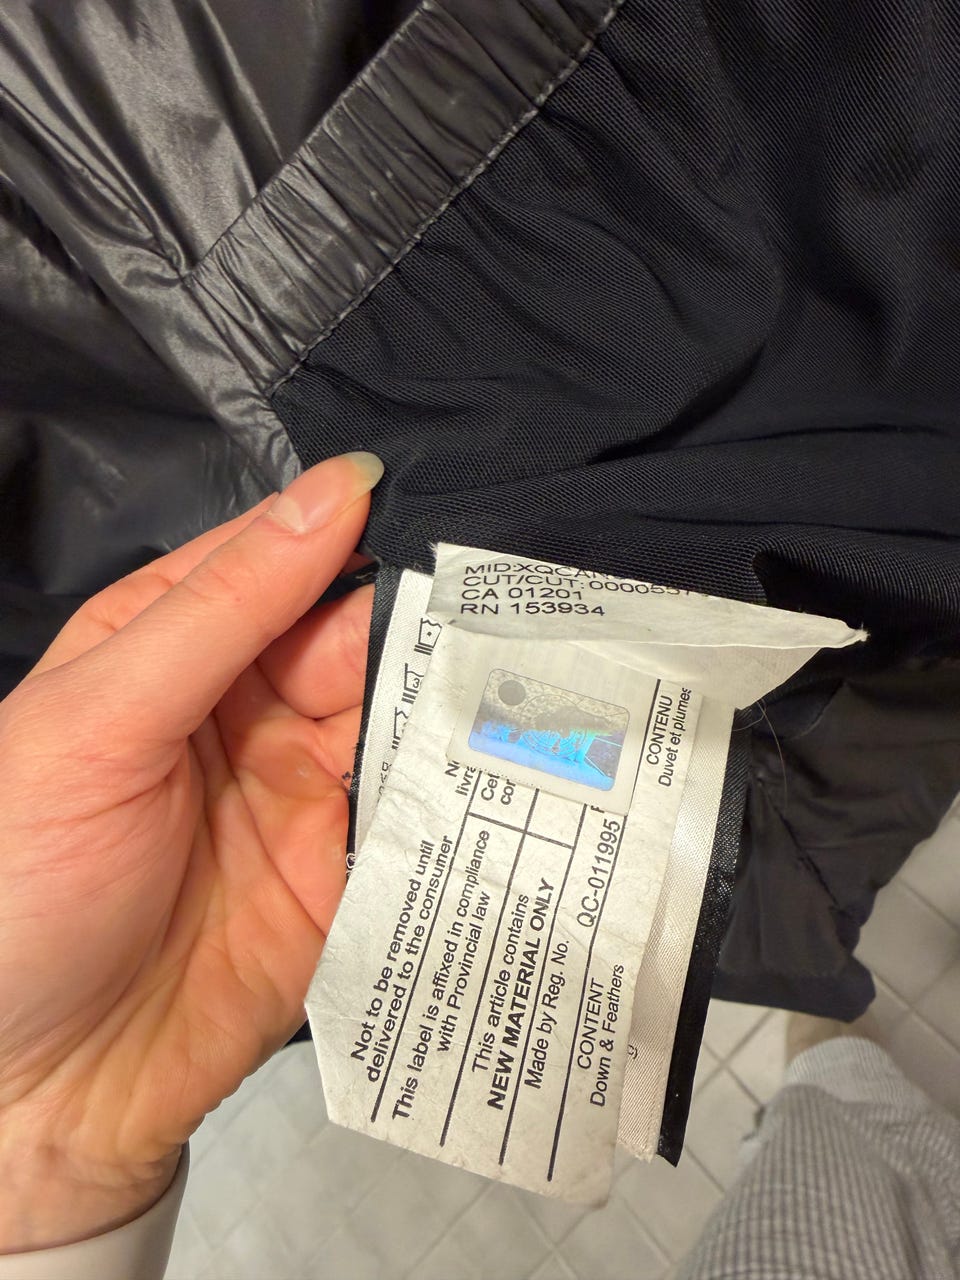 CUT/CUT:
CA 01201
RN 153934
Not to be removed until
delivered to the consumer
This label is affixed in compliance
with Provincial law
This article contains
NEW MATERIAL ONLY
Made by Reg. No.
QC-011995
CONTENT
Down & Feathers
CONTENU
Duvet et plumes